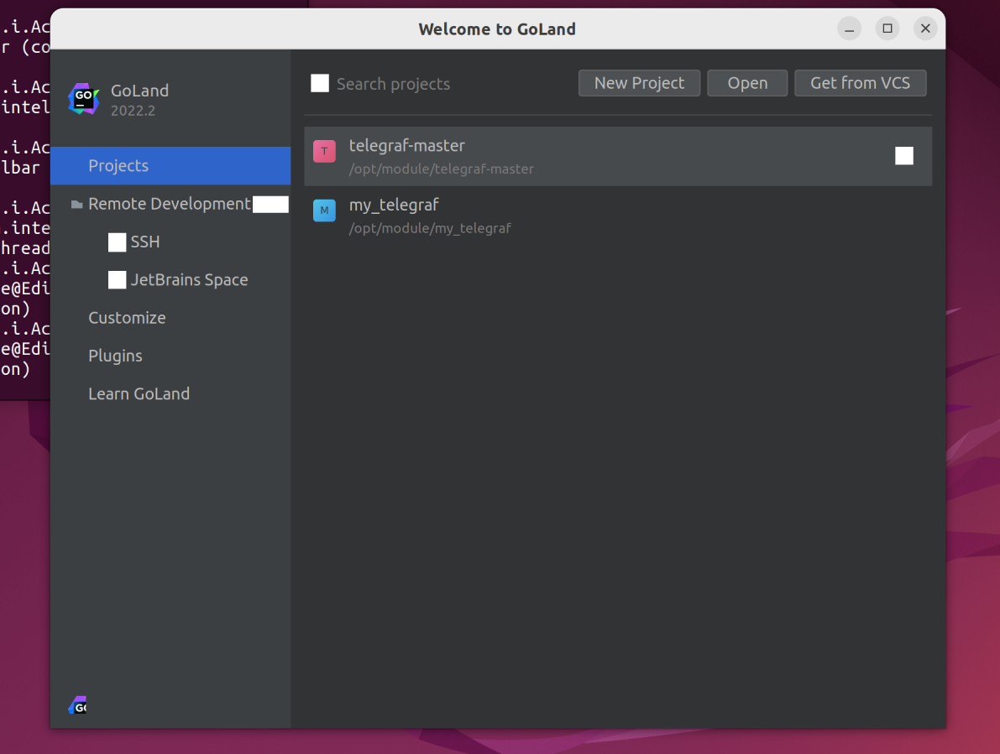 .i.Ac
r (co
.i.Ac
intel
.i.Ac
lbar
.i.Ac
.inte
hread
.i.Ac
e@Edi
on)
.i.Ac
e@Edi
on)
Welcome to GoLand
GO
GoLand
2022.2
Projects
Remote Development
SSH
JetBrains Space
Customize
Plugins
Learn GoLand
Search projects
New Project
Open
Get from VCS
T
telegraf-master
/opt/module/telegraf-master
M
my_telegraf
/opt/module/my_telegraf